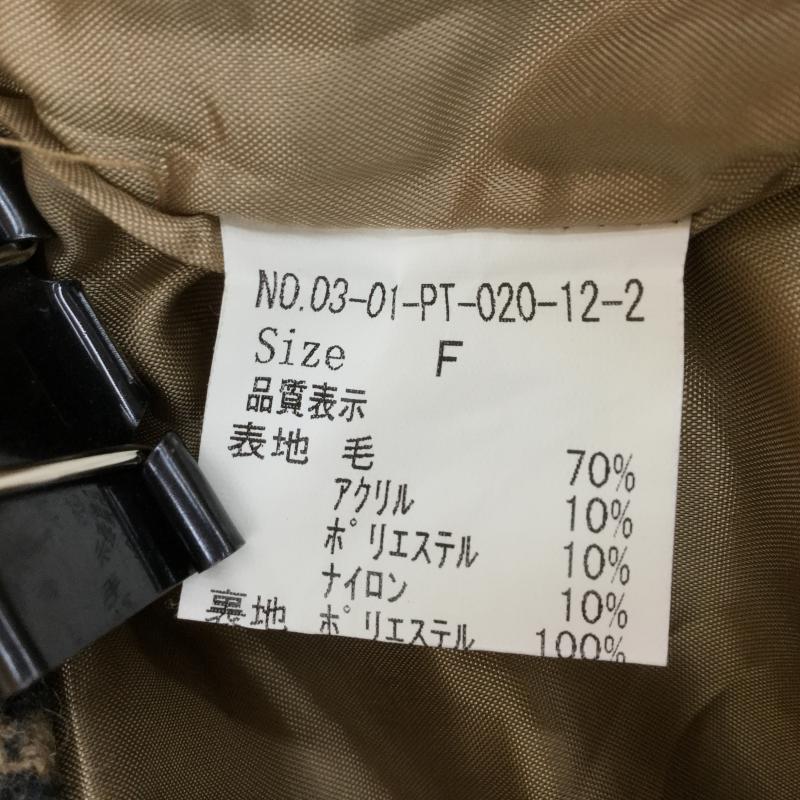 NO.03-01-PT-020-12-2
Size F
品質表示
表地 毛 70%
アクリル 10%
ポリエステル 10%
ナイロン 10%
裏地 ポリエステル 100%